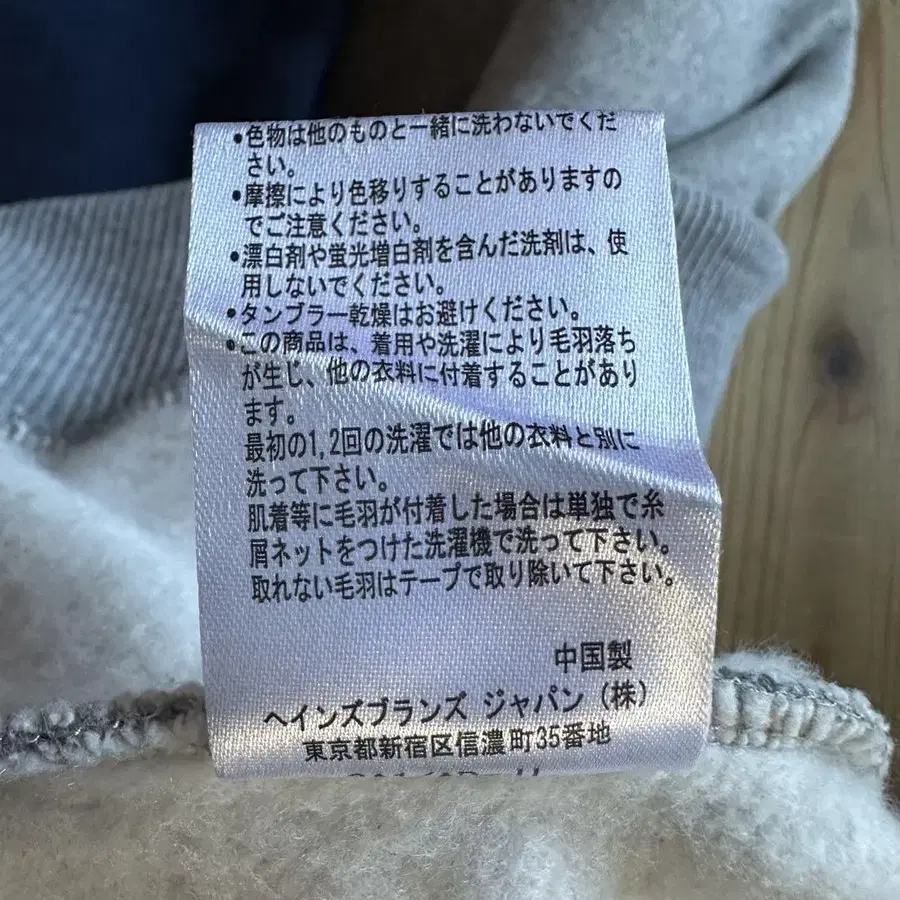 ・色物は他のものと一緒に洗わないでくだ
さい。
・摩擦により色移りすることがありますの
でご注意ください。
・漂白剤や蛍光増白剤を含んだ洗剤は、使
用しないでください。
・タンブラー乾燥はお避けください。
・この商品は、着用や洗濯により毛羽落ち
が生じ、他の衣料に付着することがあり
ます。
最初の1,2回の洗濯では他の衣料と別に
洗って下さい。
肌着等に毛羽が付着した場合は単独で糸
屑ネットをつけた洗濯機で洗って下さい。
取れない毛羽はテープで取り除いて下さい。
中国製
ヘインズブランズ ジャパン(株)
東京都新宿区信濃町35番地